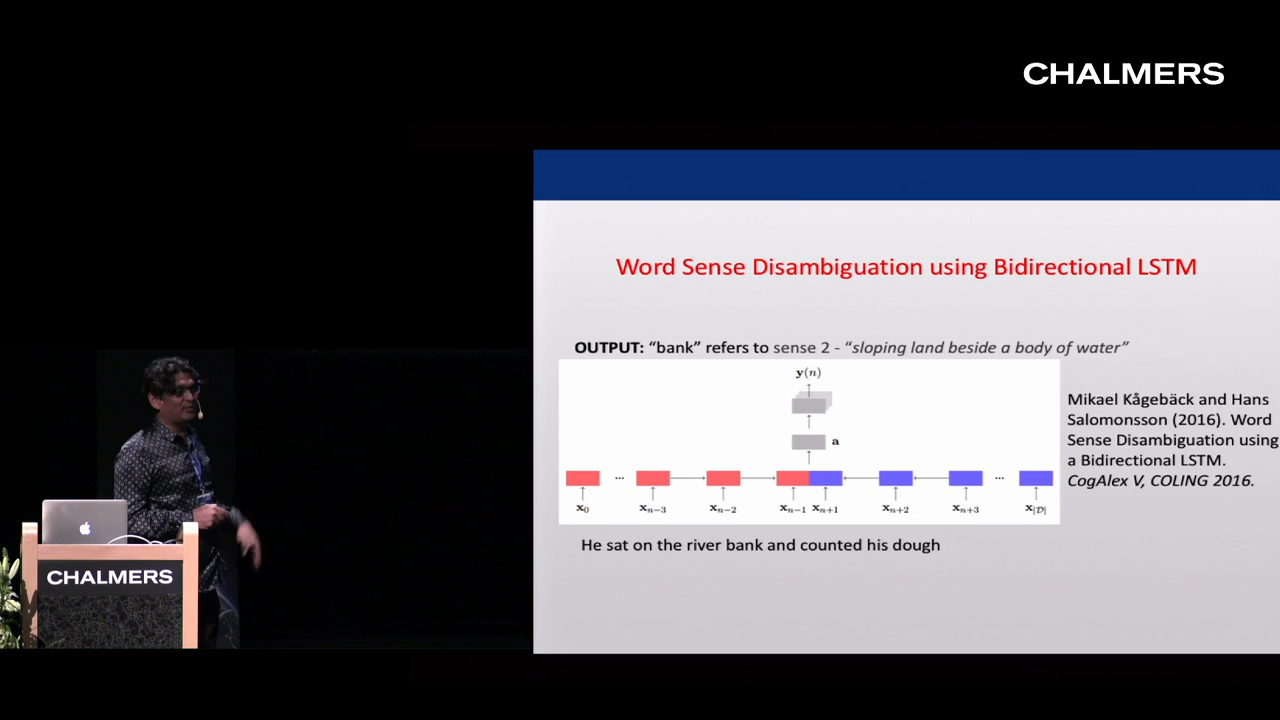 CHALMERS
Word Sense Disambiguation using Bidirectional LSTM
OUTPUT: “bank” refers to sense 2 - “sloping land beside a body of water”
y(n)
a
... ...
x0 xn−3 xn−2 xn−1 xn+1 xn+2 xn+3 x|D|
He sat on the river bank and counted his dough
Mikael Kågebäck and Hans
Salomonsson (2016). Word
Sense Disambiguation using
a Bidirectional LSTM.
CogAlex V, COLING 2016.
CHALMERS